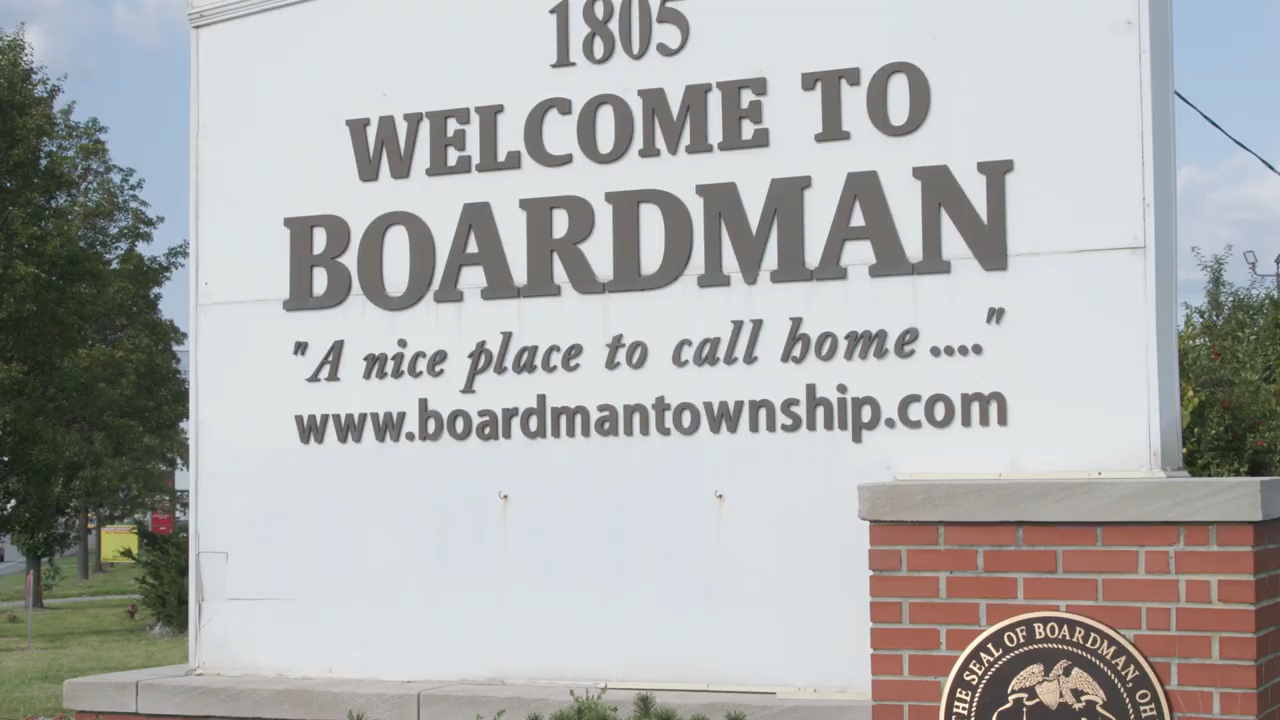 1805
WELCOME TO
BOARDMAN
"A nice place to call home...."
www.boardmantownship.com
THE SEAL OF BOARDMAN, OH